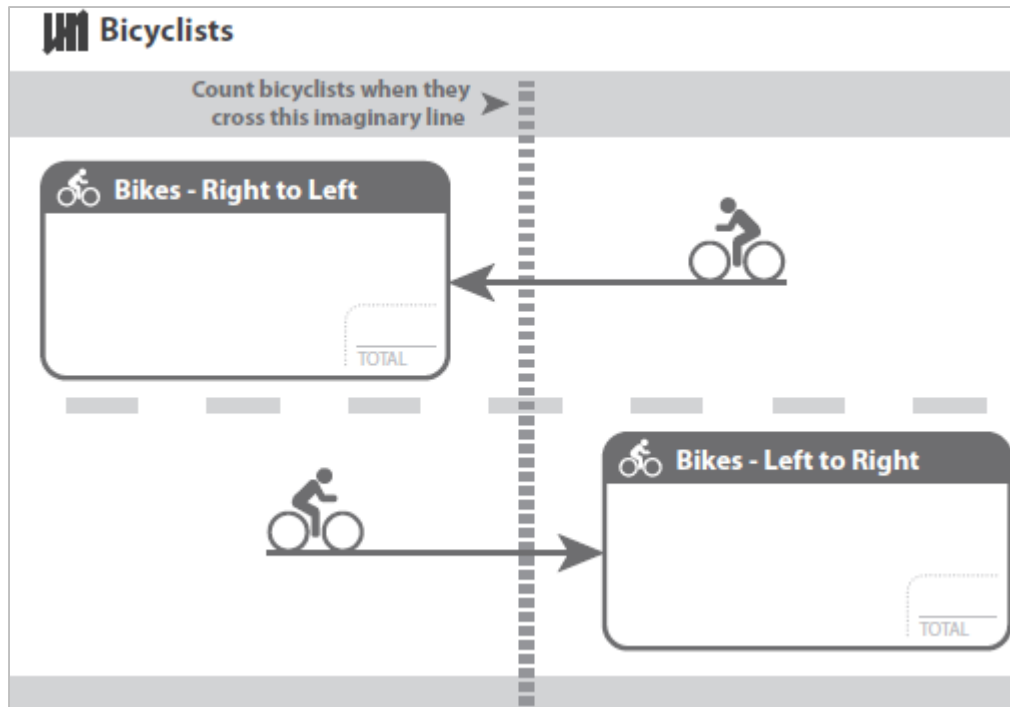 Bicyclists
Count bicyclists when they
cross this imaginary line
Bikes - Right to Left
TOTAL
Bikes - Left to Right
TOTAL